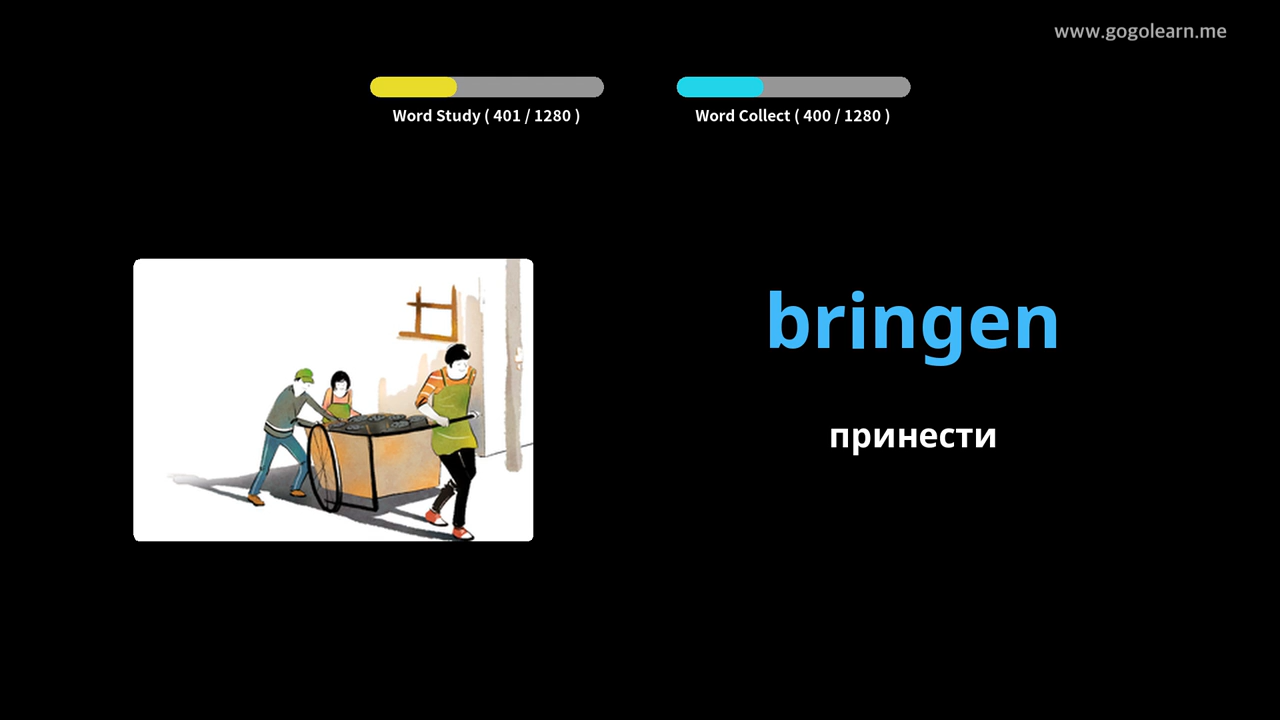 www.gogolearn.me
Word Study ( 401 / 1280 )
Word Collect ( 400 / 1280 )
bringen
принести